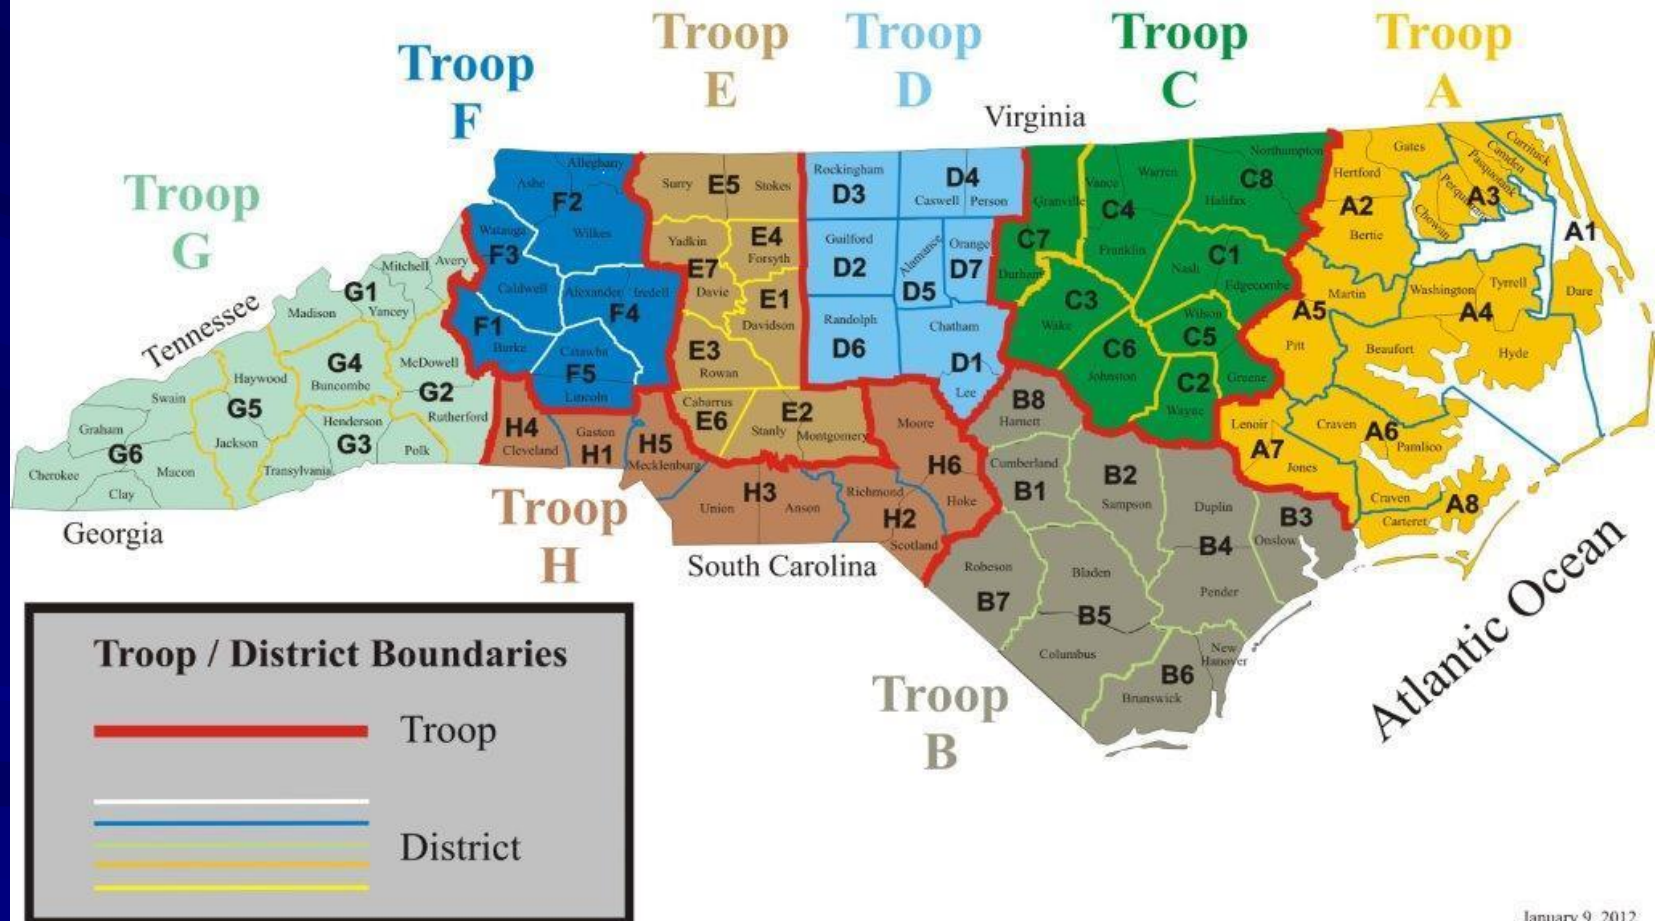 Troop
E
Troop
D
Troop
C
Troop
A
Troop
F
Virginia
Troop
G
Tennessee
Georgia
Troop
H
South Carolina
Troop
B
Atlantic Ocean
Alleghany
Ashe
F2
Wilkes
Watauga
F3
Caldwell
Alexander
Iredell
F4
F1
Burke
Catawba
F5
Lincoln
Surry
E5
Stokes
Yadkin
E4
Forsyth
E7
Davie
E1
Davidson
E3
Rowan
Cabarrus
E6
E2
Stanly
Montgomery
Rockingham
D3
D4
Caswell
Person
Guilford
D2
Alamance
D5
Orange
D7
Randolph
D6
Chatham
D1
Lee
Granville
Vance
Warren
Northampton
C4
C8
Halifax
C7
Franklin
Durham
C1
Nash
Edgecombe
C3
Wake
Wilson
C5
C6
Johnston
C2
Greene
Wayne
Gates
Hertford
A2
Bertie
Currituck
Camden
Pasquotank
Perquimans
A3
Chowan
A1
Martin
A5
Washington
Tyrrell
A4
Dare
Pitt
Beaufort
Hyde
Lenoir
A7
Jones
Craven
A6
Pamlico
Craven
A8
Carteret
Mitchell
Avery
G1
Madison
Yancey
G4
Buncombe
McDowell
G2
Rutherford
Haywood
G5
Swain
Jackson
Henderson
G3
Polk
Transylvania
Graham
G6
Cherokee
Macon
Clay
H4
Cleveland
Gaston
H1
H5
Mecklenburg
H3
Union
Anson
Moore
H6
Richmond
Hoke
H2
Scotland
B8
Harnett
Cumberland
B1
B2
Sampson
Duplin
B3
Onslow
B4
Pender
Robeson
B7
Bladen
B5
Columbus
New
Hanover
B6
Brunswick
Troop / District Boundaries
Troop
District
January 9, 2012